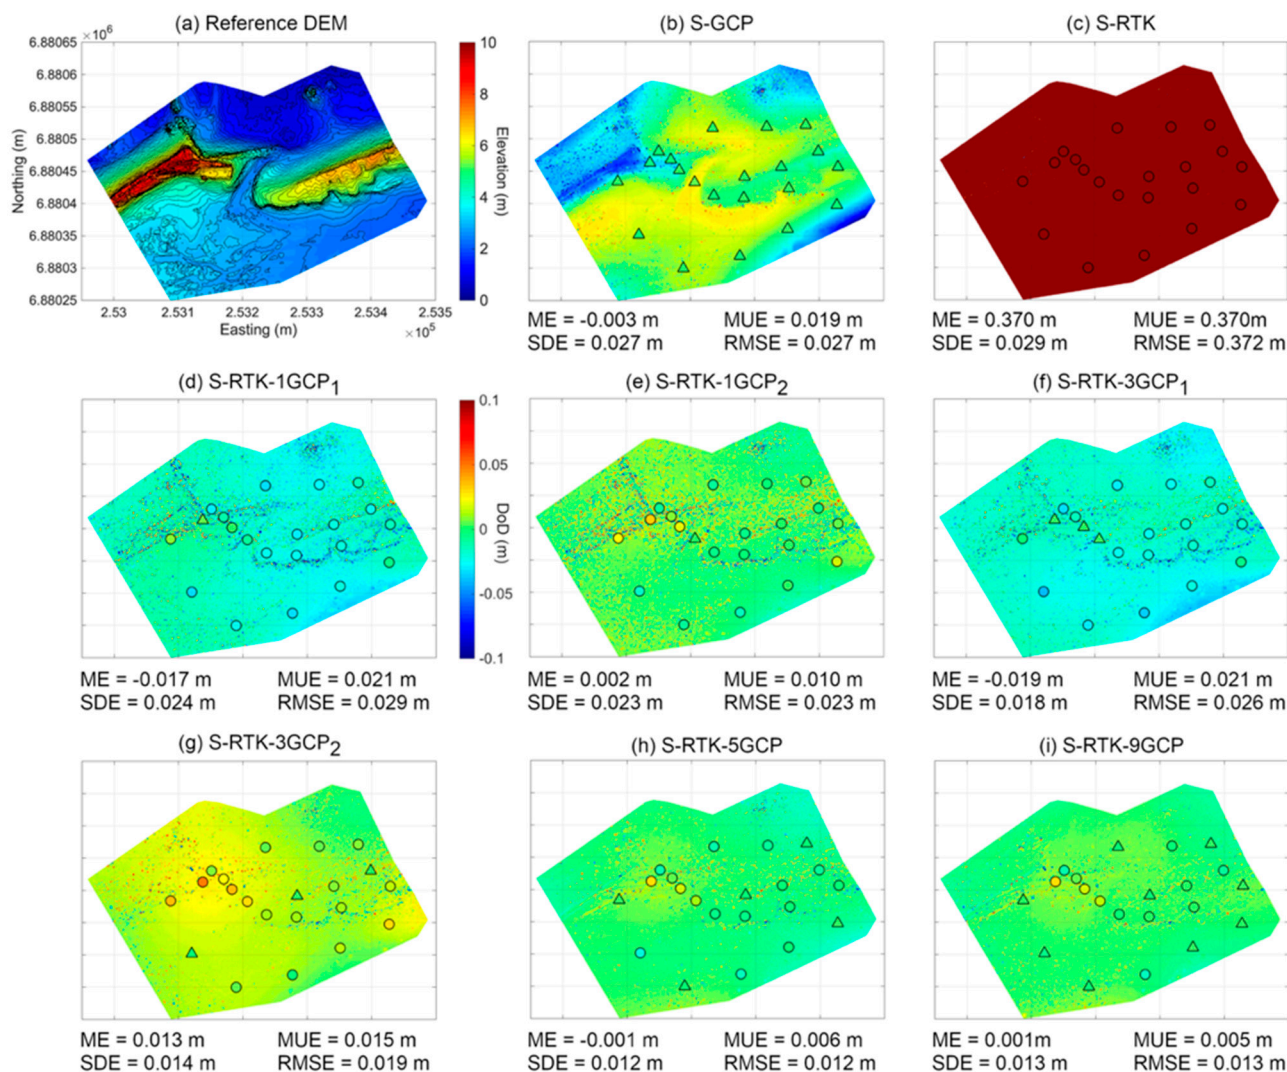 (a) Reference DEM
(b) S-GCP
(c) S-RTK
× 10⁶
6.88065
6.8806
6.88055
6.8805
6.88045
6.8804
6.88035
6.8803
6.88025
Northing (m)
2.53 2.531 2.532 2.533 2.534 2.535
Easting (m)
×10⁵
10
8
6
4
2
0
Elevation (m)
ME = -0.003 m MUE = 0.019 m
SDE = 0.027 m RMSE = 0.027 m
ME = 0.370 m MUE = 0.370m
SDE = 0.029 m RMSE = 0.372 m
(d) S-RTK-1GCP₁
(e) S-RTK-1GCP₂
(f) S-RTK-3GCP₁
0.1
0.05
0
-0.05
-0.1
DoD (m)
ME = -0.017 m MUE = 0.021 m
SDE = 0.024 m RMSE = 0.029 m
ME = 0.002 m MUE = 0.010 m
SDE = 0.023 m RMSE = 0.023 m
ME = -0.019 m MUE = 0.021 m
SDE = 0.018 m RMSE = 0.026 m
(g) S-RTK-3GCP₂
(h) S-RTK-5GCP
(i) S-RTK-9GCP
ME = 0.013 m MUE = 0.015 m
SDE = 0.014 m RMSE = 0.019 m
ME = -0.001 m MUE = 0.006 m
SDE = 0.012 m RMSE = 0.012 m
ME = 0.001m MUE = 0.005 m
SDE = 0.013 m RMSE = 0.013 m